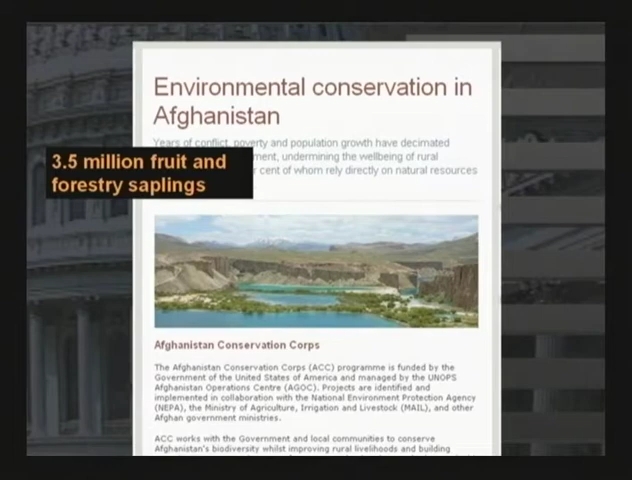 Environmental conservation in
Afghanistan
Years of conflict, poverty and population growth have decimated
ment, undermining the wellbeing of rural
r cent of whom rely directly on natural resources
3.5 million fruit and
forestry saplings
Afghanistan Conservation Corps
The Afghanistan Conservation Corps (ACC) programme is funded by the
Government of the United States of America and managed by the UNOPS
Afghanistan Operations Centre (AGOC). Projects are identified and
implemented in collaboration with the National Environment Protection Agency
(NEPA), the Ministry of Agriculture, Irrigation and Livestock (MAIL), and other
Afghan government ministries.
ACC works with the Government and local communities to conserve
Afghanistan's biodiversity whilst improving rural livelihoods and building